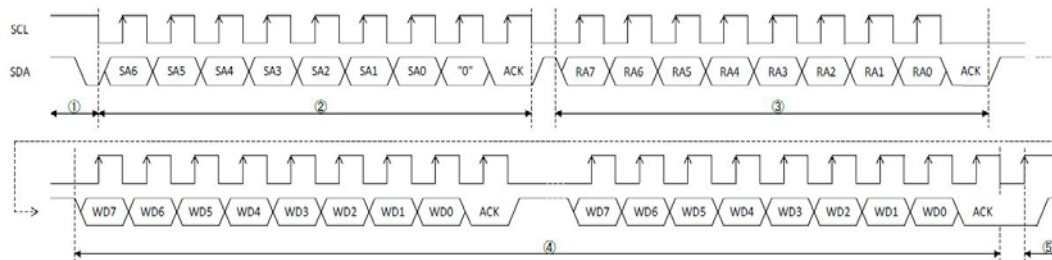 SCL
SDA SA6 SA5 SA4 SA3 SA2 SA1 SA0 "0" ACK RA7 RA6 RA5 RA4 RA3 RA2 RA1 RA0 ACK
① ② ③
WD7 WD6 WD5 WD4 WD3 WD2 WD1 WD0 ACK WD7 WD6 WD5 WD4 WD3 WD2 WD1 WD0 ACK
④ ⑤